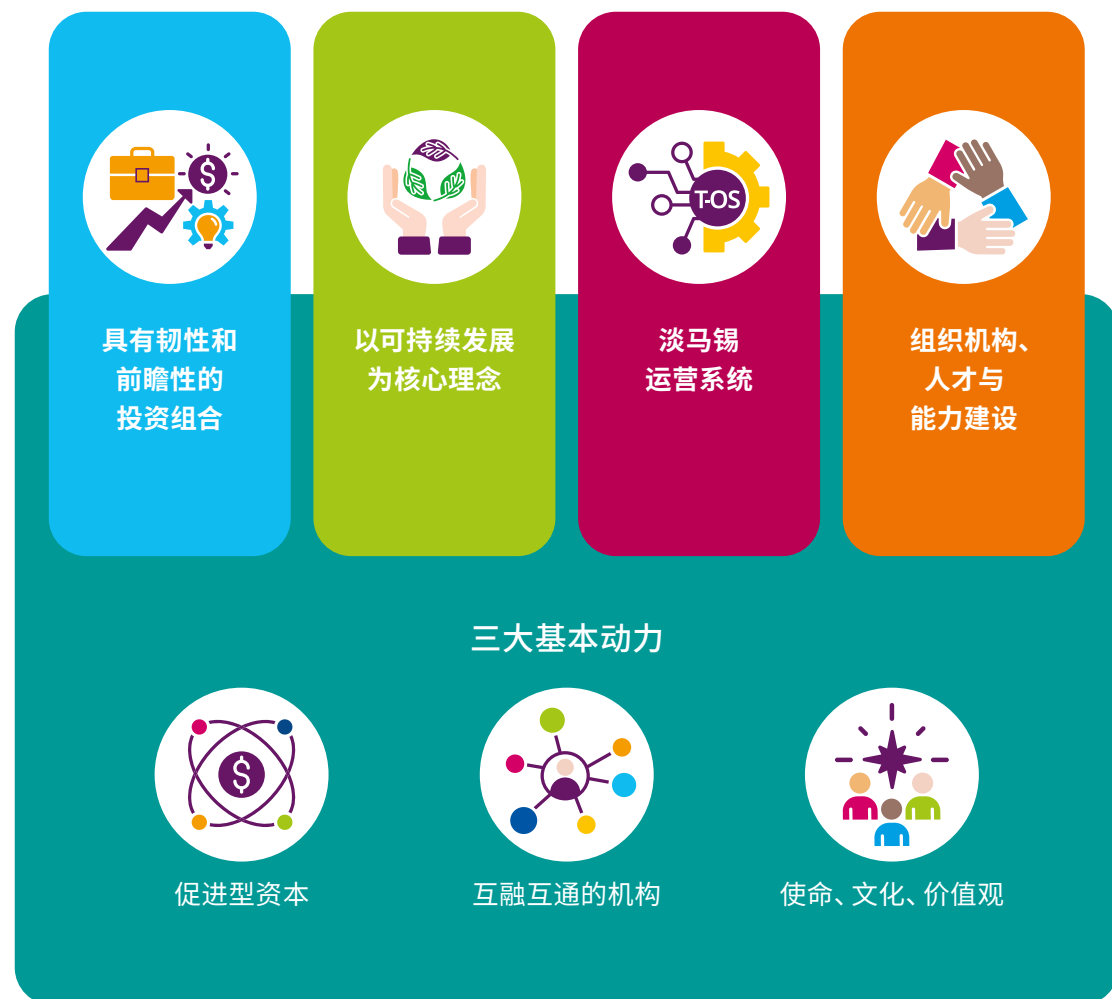 T-OS
具有韧性和
前瞻性的
投资组合
以可持续发展
为核心理念
淡马锡
运营系统
组织机构、
人才与
能力建设
三大基本动力
促进型资本
互融互通的机构
使命、文化、价值观